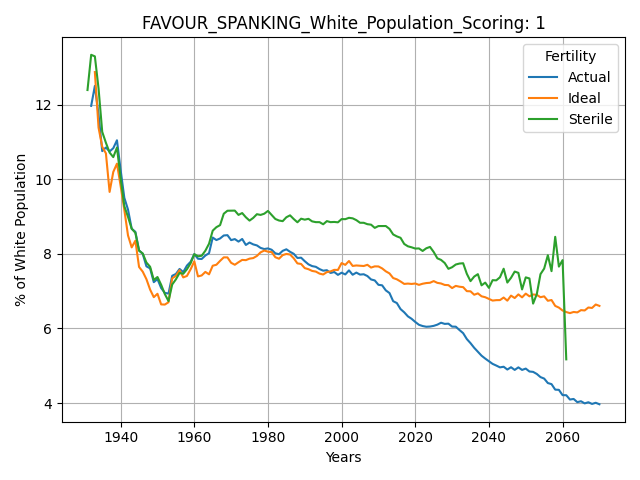 FAVOUR_SPANKING_White_Population_Scoring: 1
Fertility
Actual
Ideal
Sterile
% of White Population
12
10
8
6
4
1940
1960
1980
2000
2020
2040
2060
Years